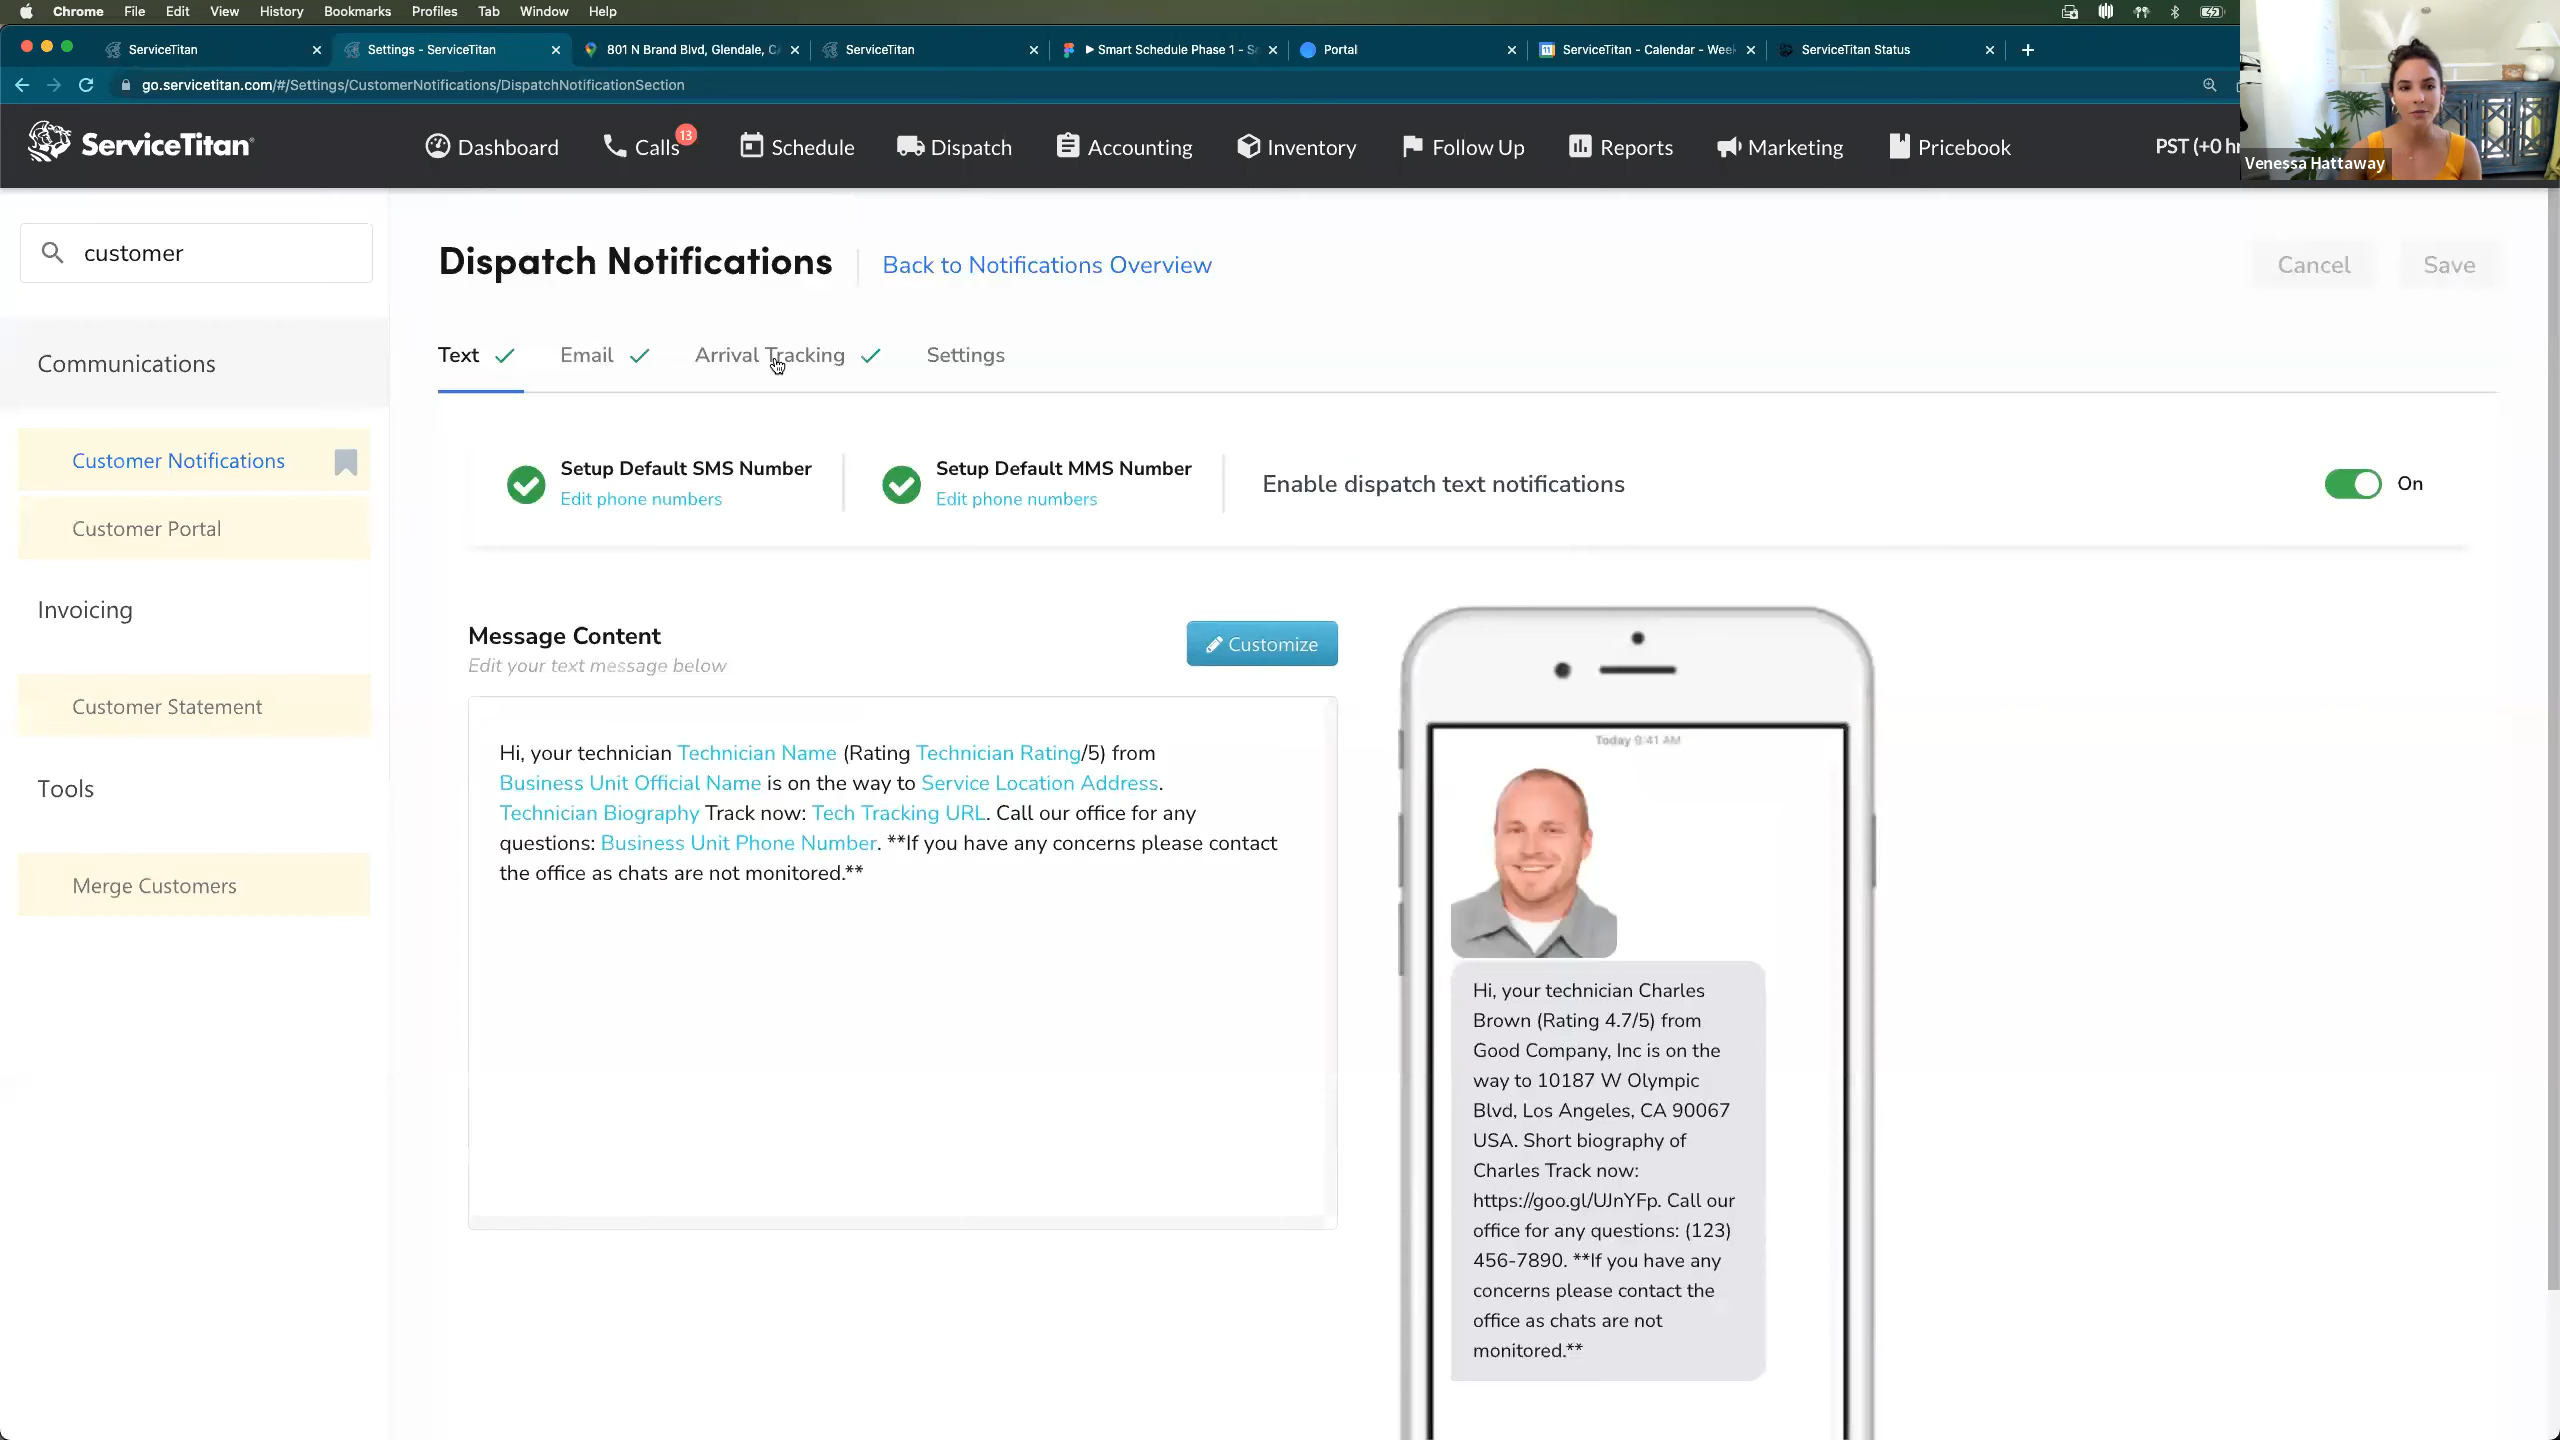 Chrome File Edit View History Bookmarks Profiles Tab Window Help
ServiceTitan
Settings - ServiceTitan
801 N Brand Blvd, Glendale,
ServiceTitan
Smart Schedule Phase 1 -
Portal
ServiceTitan - Calendar -
ServiceTitan Status
go.servicetitan.com/#/Settings/CustomerNotifications/DispatchNotificationSection
ServiceTitan
Dashboard
Calls
13
Schedule
Dispatch
Accounting
Inventory
Follow Up
Reports
Marketing
Pricebook
PST (+0
Venessa Hattaway
customer
Communications
Customer Notifications
Customer Portal
Invoicing
Customer Statement
Tools
Merge Customers
Dispatch Notifications
Back to Notifications Overview
Cancel
Save
Text
Email
Arrival Tracking
Settings
Setup Default SMS Number
Edit phone numbers
Setup Default MMS Number
Edit phone numbers
Enable dispatch text notifications
On
Message Content
Edit your text message below
Customize
Hi, your technician Technician Name (Rating Technician Rating/5) from
Business Unit Official Name is on the way to Service Location Address.
Technician Biography Track now: Tech Tracking URL. Call our office for any
questions: Business Unit Phone Number. **If you have any concerns please contact
the office as chats are not monitored.**
Today 9:41 AM
Hi, your technician Charles
Brown (Rating 4.7/5) from
Good Company, Inc is on the
way to 10187 W Olympic
Blvd, Los Angeles, CA 90067
USA. Short biography of
Charles Track now:
https://goo.gl/UJnYFp. Call our
office for any questions: (123)
456-7890. **If you have any
concerns please contact the
office as chats are not
monitored.**